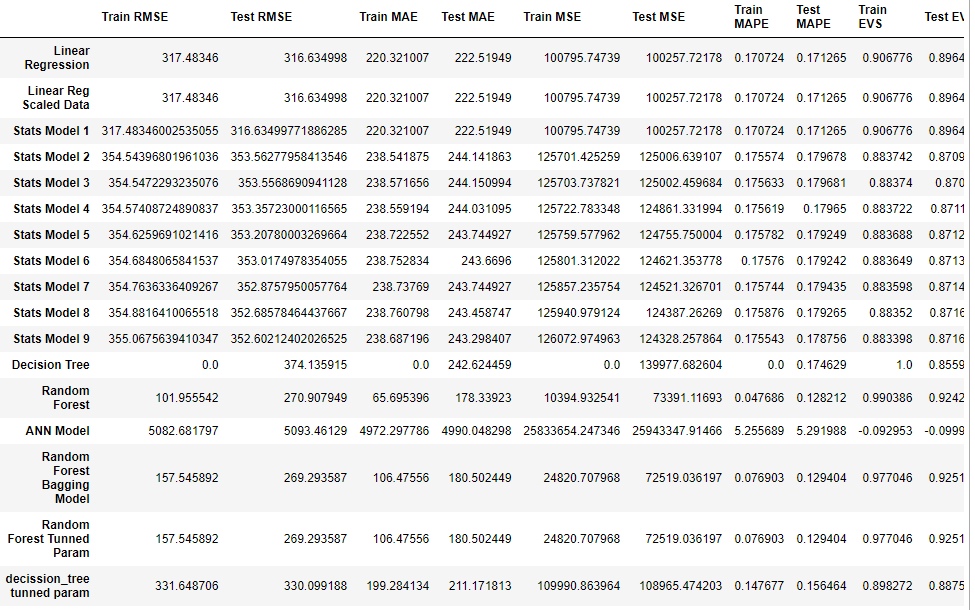 Train RMSE Test RMSE Train MAE Test MAE Train MSE Test MSE Train MAPE Test MAPE Train EVS Test EV
Linear Regression 317.48346 316.634998 220.321007 222.51949 100795.74739 100257.72178 0.170724 0.171265 0.906776 0.8964
Linear Reg Scaled Data 317.48346 316.634998 220.321007 222.51949 100795.74739 100257.72178 0.170724 0.171265 0.906776 0.8964
Stats Model 1 317.48346002535055 316.63499771886285 220.321007 222.51949 100795.74739 100257.72178 0.170724 0.171265 0.906776 0.8964
Stats Model 2 354.54396801961036 353.56277958413546 238.541875 244.141863 125701.425259 125006.639107 0.175574 0.179678 0.883742 0.8709
Stats Model 3 354.5472293235076 353.5568690941128 238.571656 244.150994 125703.737821 125002.459684 0.175633 0.179681 0.88374 0.870
Stats Model 4 354.57408724890837 353.35723000116565 238.559194 244.031095 125722.783348 124861.331994 0.175619 0.17965 0.883722 0.8711
Stats Model 5 354.6259691021416 353.20780003269664 238.722552 243.744927 125759.577962 124755.750004 0.175782 0.179249 0.883688 0.8712
Stats Model 6 354.6848065841537 353.0174978354055 238.752834 243.6696 125801.312022 124621.353778 0.17576 0.179242 0.883649 0.8713
Stats Model 7 354.7636336409267 352.8757950057764 238.73769 243.744927 125857.235754 124521.326701 0.175744 0.179435 0.883598 0.8714
Stats Model 8 354.8816410065518 352.68578464437667 238.760798 243.458747 125940.979124 124387.26269 0.175876 0.179265 0.88352 0.8716
Stats Model 9 355.0675639410347 352.60212402026525 238.687196 243.298407 126072.974963 124328.257864 0.175543 0.178756 0.883398 0.8716
Decision Tree 0.0 374.135915 0.0 242.624459 0.0 139977.682604 0.0 0.174629 1.0 0.8559
Random Forest 101.955542 270.907949 65.695396 178.33923 10394.932541 73391.11693 0.047686 0.128212 0.990386 0.9242
ANN Model 5082.681797 5093.46129 4972.297786 4990.048298 25833654.247346 25943347.91466 5.255689 5.291988 -0.092953 -0.0999
Random Forest Bagging Model 157.545892 269.293587 106.47556 180.502449 24820.707968 72519.036197 0.076903 0.129404 0.977046 0.9251
Random Forest Tunned Param 157.545892 269.293587 106.47556 180.502449 24820.707968 72519.036197 0.076903 0.129404 0.977046 0.9251
decission_tree tunned param 331.648706 330.099188 199.284134 211.171813 109990.863964 108965.474203 0.147677 0.156464 0.898272 0.8875